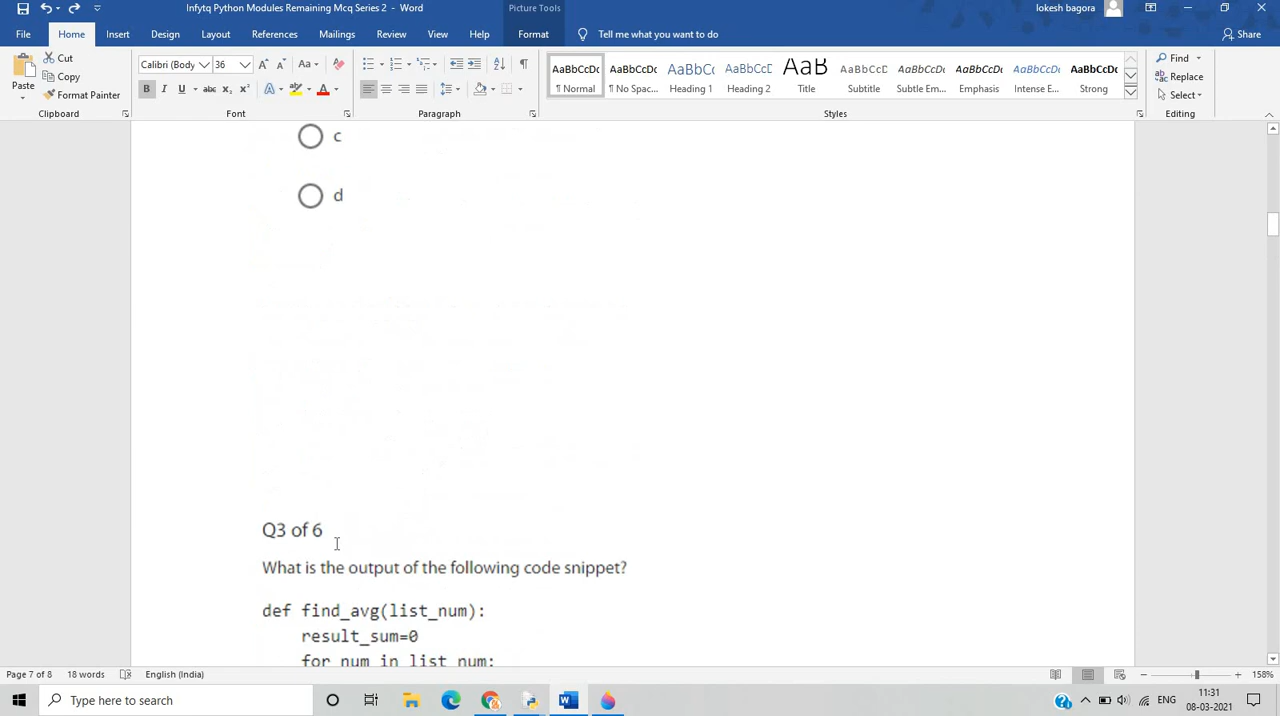 Infytq Python Modules Remaining Mcq Series 2 - Word
Picture Tools
lokesh bagora
File
Home
Insert
Design
Layout
References
Mailings
Review
View
Help
Format
Tell me what you want to do
Share
Paste
Cut
Copy
Format Painter
Clipboard
Calibri (Body
36
Aa
B I U abc x₂ x²
A
Font
Paragraph
AaBbCcDc
¶ Normal
AaBbCcDc
¶ No Spac...
AaBbCc
Heading 1
AaBbCcD
Heading 2
AaB
Title
AaBbCcD
Subtitle
AaBbCcDc
Subtle Em...
AaBbCcDc
Emphasis
AaBbCcDc
Intense E...
AaBbCcDc
Strong
Styles
Find
Replace
Select
Editing
c
d
Q3 of 6
What is the output of the following code snippet?
def find_avg(list_num):
result_sum=0
for num in list_num:
Page 7 of 8
18 words
English (India)
158%
Type here to search
ENG
11:31
08-03-2021